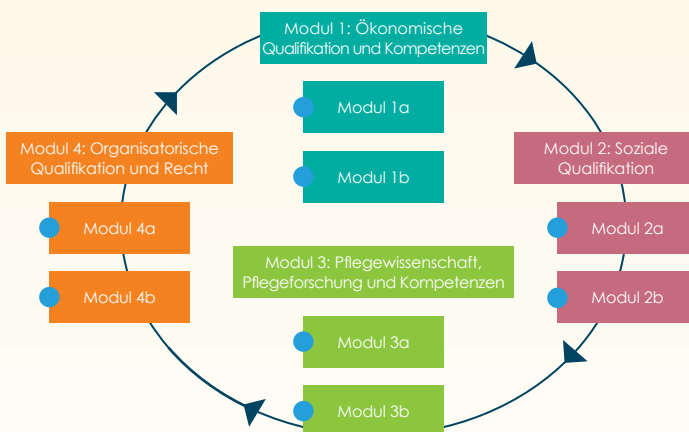 Modul 1: Ökonomische
Qualifikation und Kompetenzen
Modul 1a
Modul 1b
Modul 2: Soziale
Qualifikation
Modul 2a
Modul 2b
Modul 3: Pflegewissenschaft,
Pflegeforschung und Kompetenzen
Modul 3a
Modul 3b
Modul 4: Organisatorische
Qualifikation und Recht
Modul 4a
Modul 4b